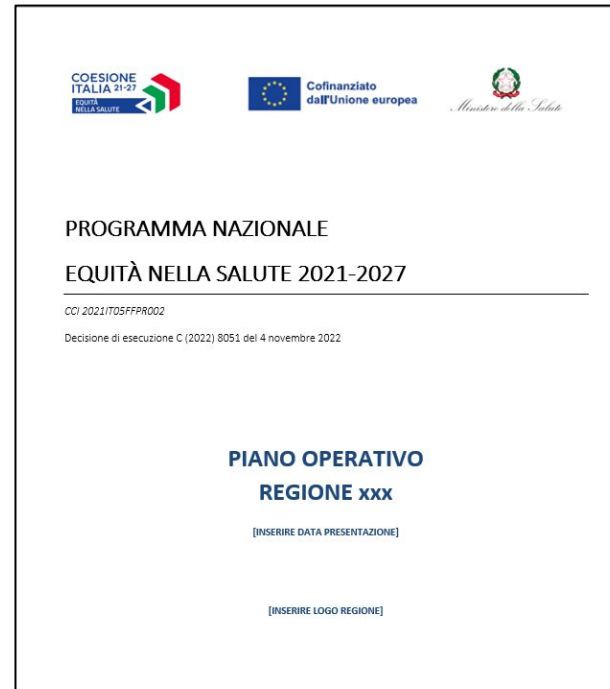 COESIONE
ITALIA 21-27
EQUITÀ
NELLA SALUTE
Cofinanziato
dall'Unione europea
Ministero della Salute
PROGRAMMA NAZIONALE
EQUITÀ NELLA SALUTE 2021-2027
CCI 2021IT05FFPR002
Decisione di esecuzione C (2022) 8051 del 4 novembre 2022
PIANO OPERATIVO
REGIONE xxx
[INSERIRE DATA PRESENTAZIONE]
[INSERIRE LOGO REGIONE]